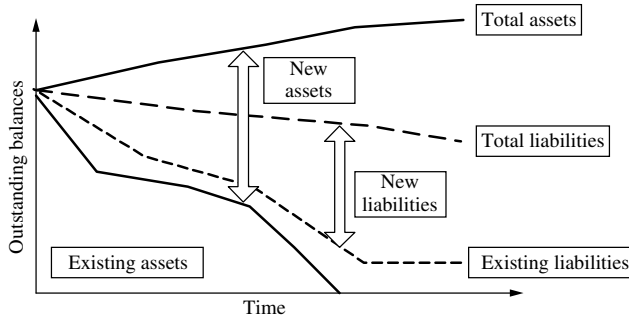 Total assets
New
assets
Outstanding balances
Total liabilities
New
liabilities
Existing assets
Existing liabilities
Time